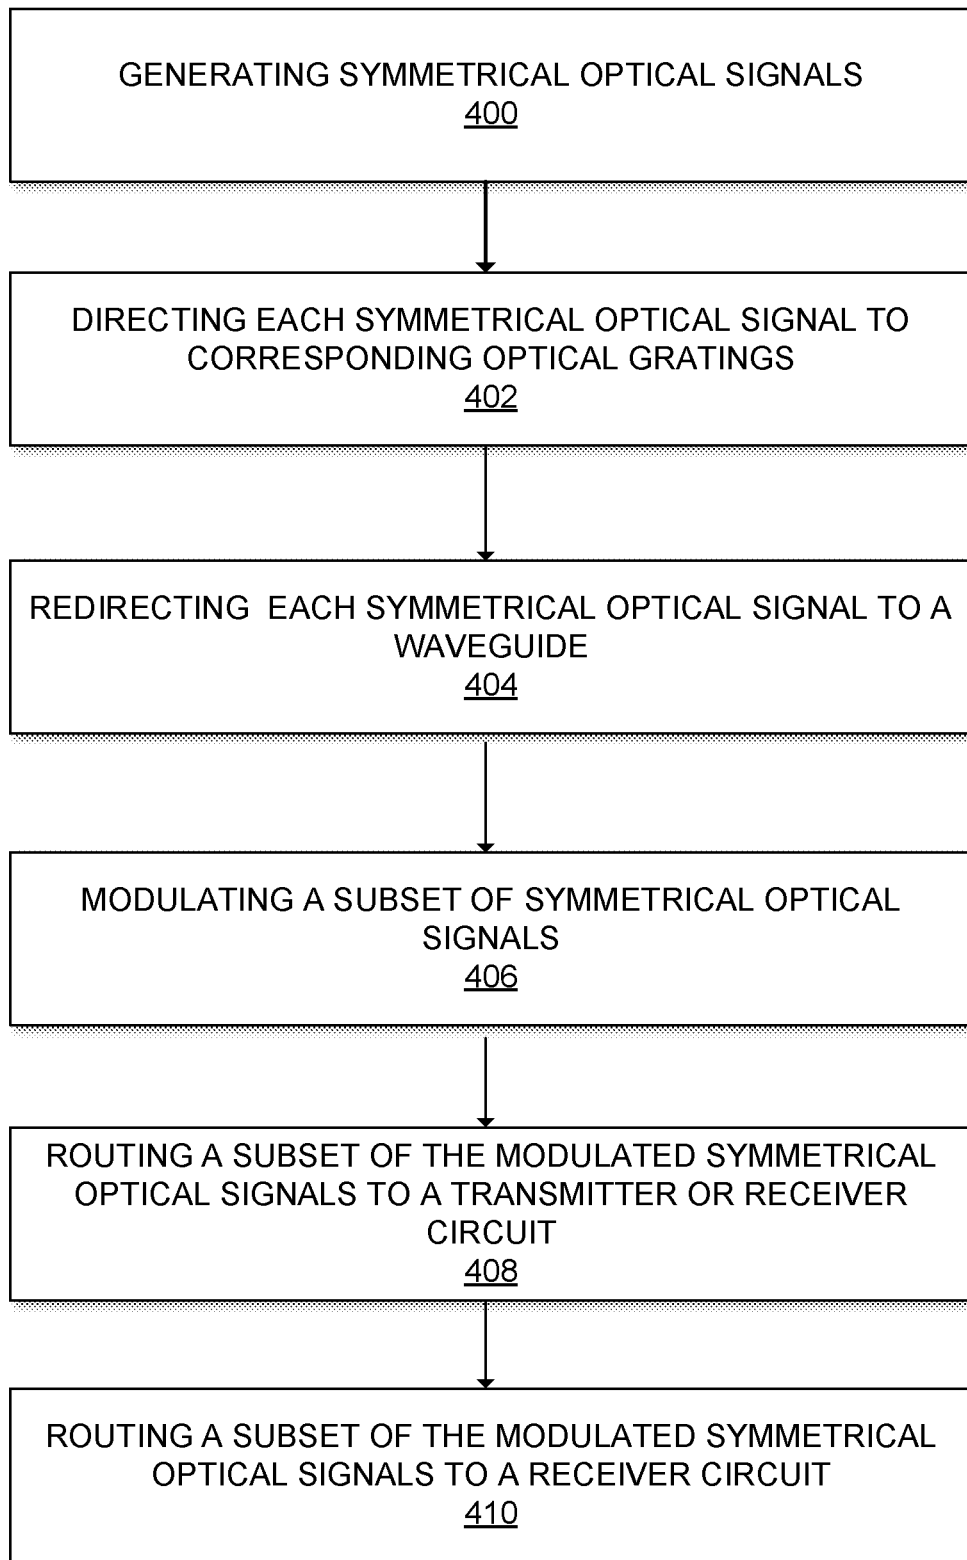 GENERATING SYMMETRICAL OPTICAL SIGNALS
400
DIRECTING EACH SYMMETRICAL OPTICAL SIGNAL TO
CORRESPONDING OPTICAL GRATINGS
402
REDIRECTING EACH SYMMETRICAL OPTICAL SIGNAL TO A
WAVEGUIDE
404
MODULATING A SUBSET OF SYMMETRICAL OPTICAL
SIGNALS
406
ROUTING A SUBSET OF THE MODULATED SYMMETRICAL
OPTICAL SIGNALS TO A TRANSMITTER OR RECEIVER
CIRCUIT
408
ROUTING A SUBSET OF THE MODULATED SYMMETRICAL
OPTICAL SIGNALS TO A RECEIVER CIRCUIT
410